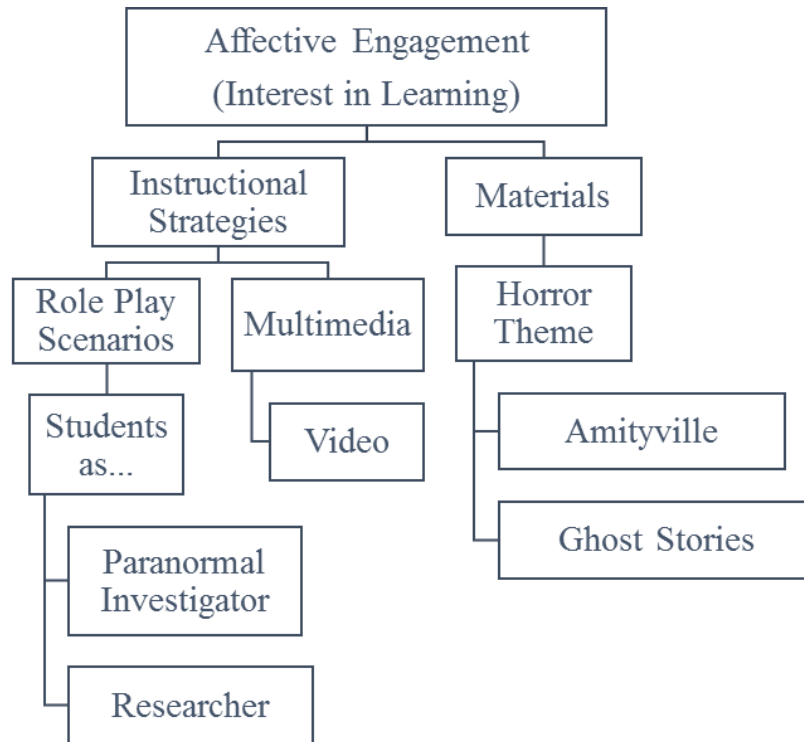 Affective Engagement
(Interest in Learning)
Instructional
Strategies
Materials
Role Play
Scenarios
Multimedia
Horror
Theme
Students
as...
Video
Amityville
Ghost Stories
Paranormal
Investigator
Researcher